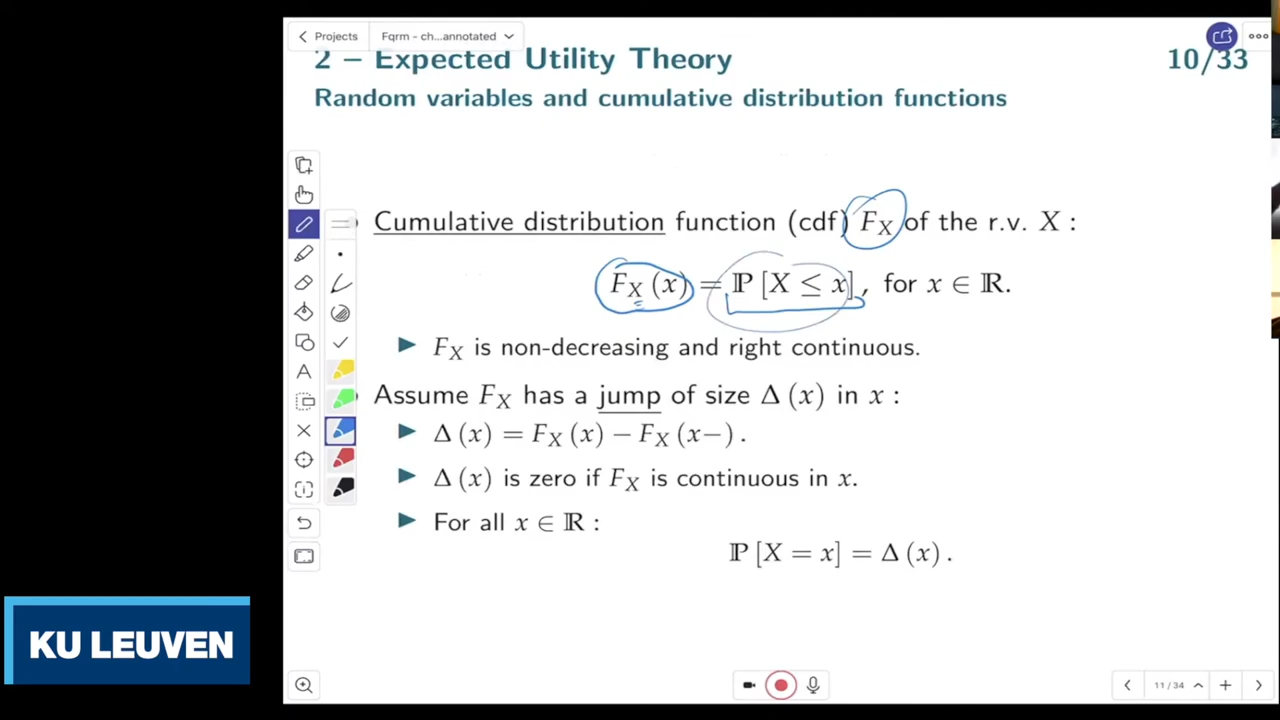 Projects
Fqrm - ch...annotated
2 – Expected Utility Theory
10/33
Random variables and cumulative distribution functions
Cumulative distribution function (cdf) F_X of the r.v. X :
F_X (x) = ℙ [X ≤ x] , for x ∈ ℝ.
F_X is non-decreasing and right continuous.
Assume F_X has a jump of size Δ (x) in x :
Δ (x) = F_X (x) − F_X (x−) .
Δ (x) is zero if F_X is continuous in x.
For all x ∈ ℝ :
ℙ [X = x] = Δ (x) .
KU LEUVEN
11 / 34